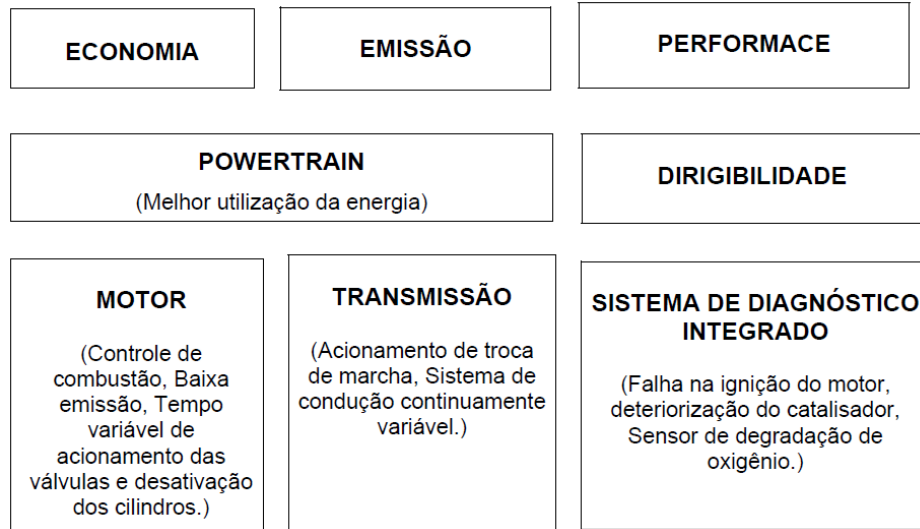 ECONOMIA
EMISSÃO
PERFORMACE
POWERTRAIN
(Melhor utilização da energia)
DIRIGIBILIDADE
MOTOR
(Controle de
combustão, Baixa
emissão, Tempo
variável de
acionamento das
válvulas e desativação
dos cilindros.)
TRANSMISSÃO
(Acionamento de troca
de marcha, Sistema de
condução continuamente
variável.)
SISTEMA DE DIAGNÓSTICO
INTEGRADO
(Falha na ignição do motor,
deteriorização do catalisador,
Sensor de degradação de
oxigênio.)